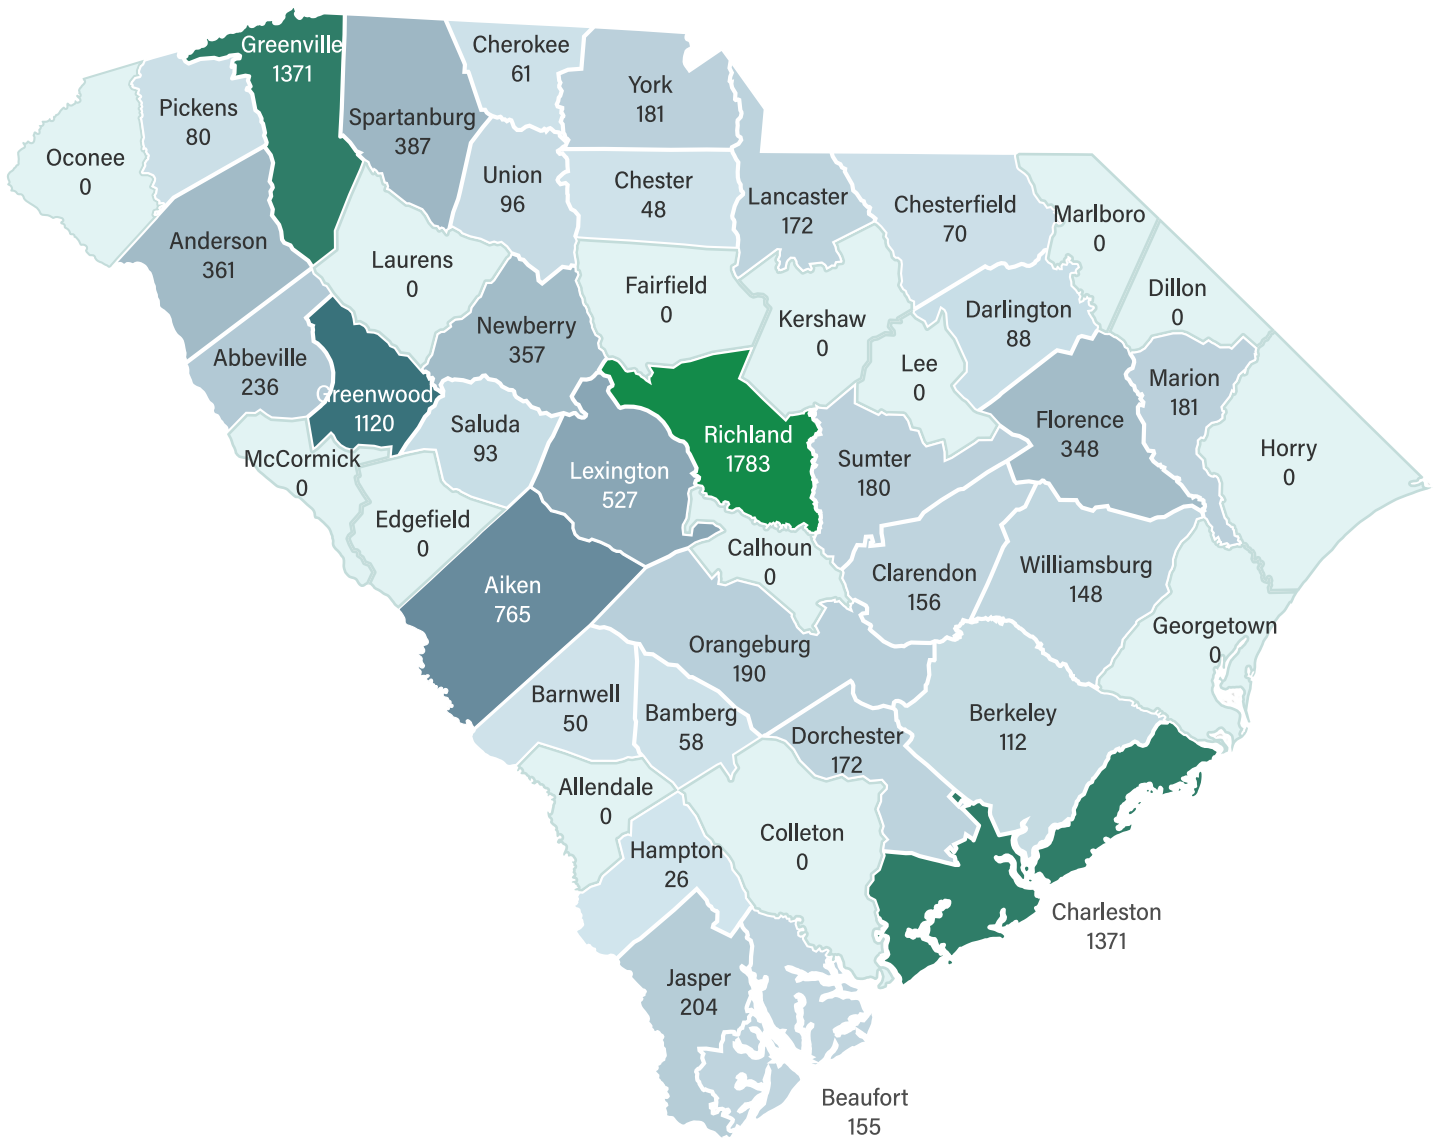 Greenville
1371
Cherokee
61
York
181
Pickens
80
Spartanburg
387
Oconee
0
Union
96
Chester
48
Lancaster
172
Chesterfield
70
Marlboro
0
Anderson
361
Laurens
0
Fairfield
0
Kershaw
0
Darlington
88
Dillon
0
Newberry
357
Abbeville
236
Greenwood
1120
Lee
0
Marion
181
Saluda
93
Richland
1783
Florence
348
McCormick
0
Lexington
527
Sumter
180
Horry
0
Edgefield
0
Calhoun
0
Aiken
765
Clarendon
156
Williamsburg
148
Georgetown
0
Orangeburg
190
Barnwell
50
Bamberg
58
Berkeley
112
Dorchester
172
Allendale
0
Colleton
0
Hampton
26
Charleston
1371
Jasper
204
Beaufort
155